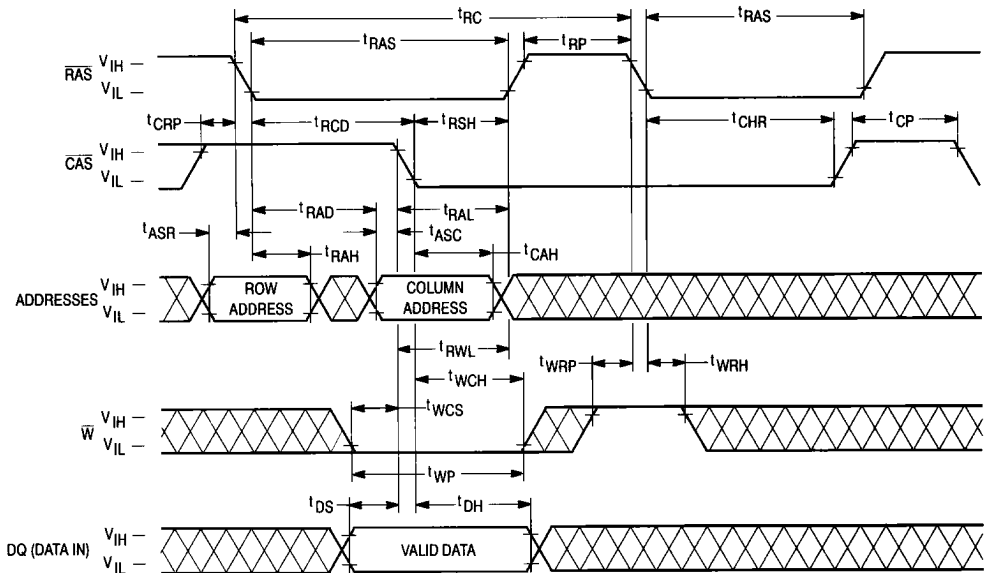 tRC
tRAS
tRAS
tRP
RAS
VIH
VIL
tCRP
tRCD
tRSH
tCHR
tCP
CAS
VIH
VIL
tRAD
tRAL
tASR
tASC
tRAH
tCAH
ADDRESSES
VIH
VIL
ROW
ADDRESS
COLUMN
ADDRESS
tRWL
tWCH
tWRP
tWRH
tWCS
W
VIH
VIL
tWP
tDS
tDH
DQ (DATA IN)
VIH
VIL
VALID DATA